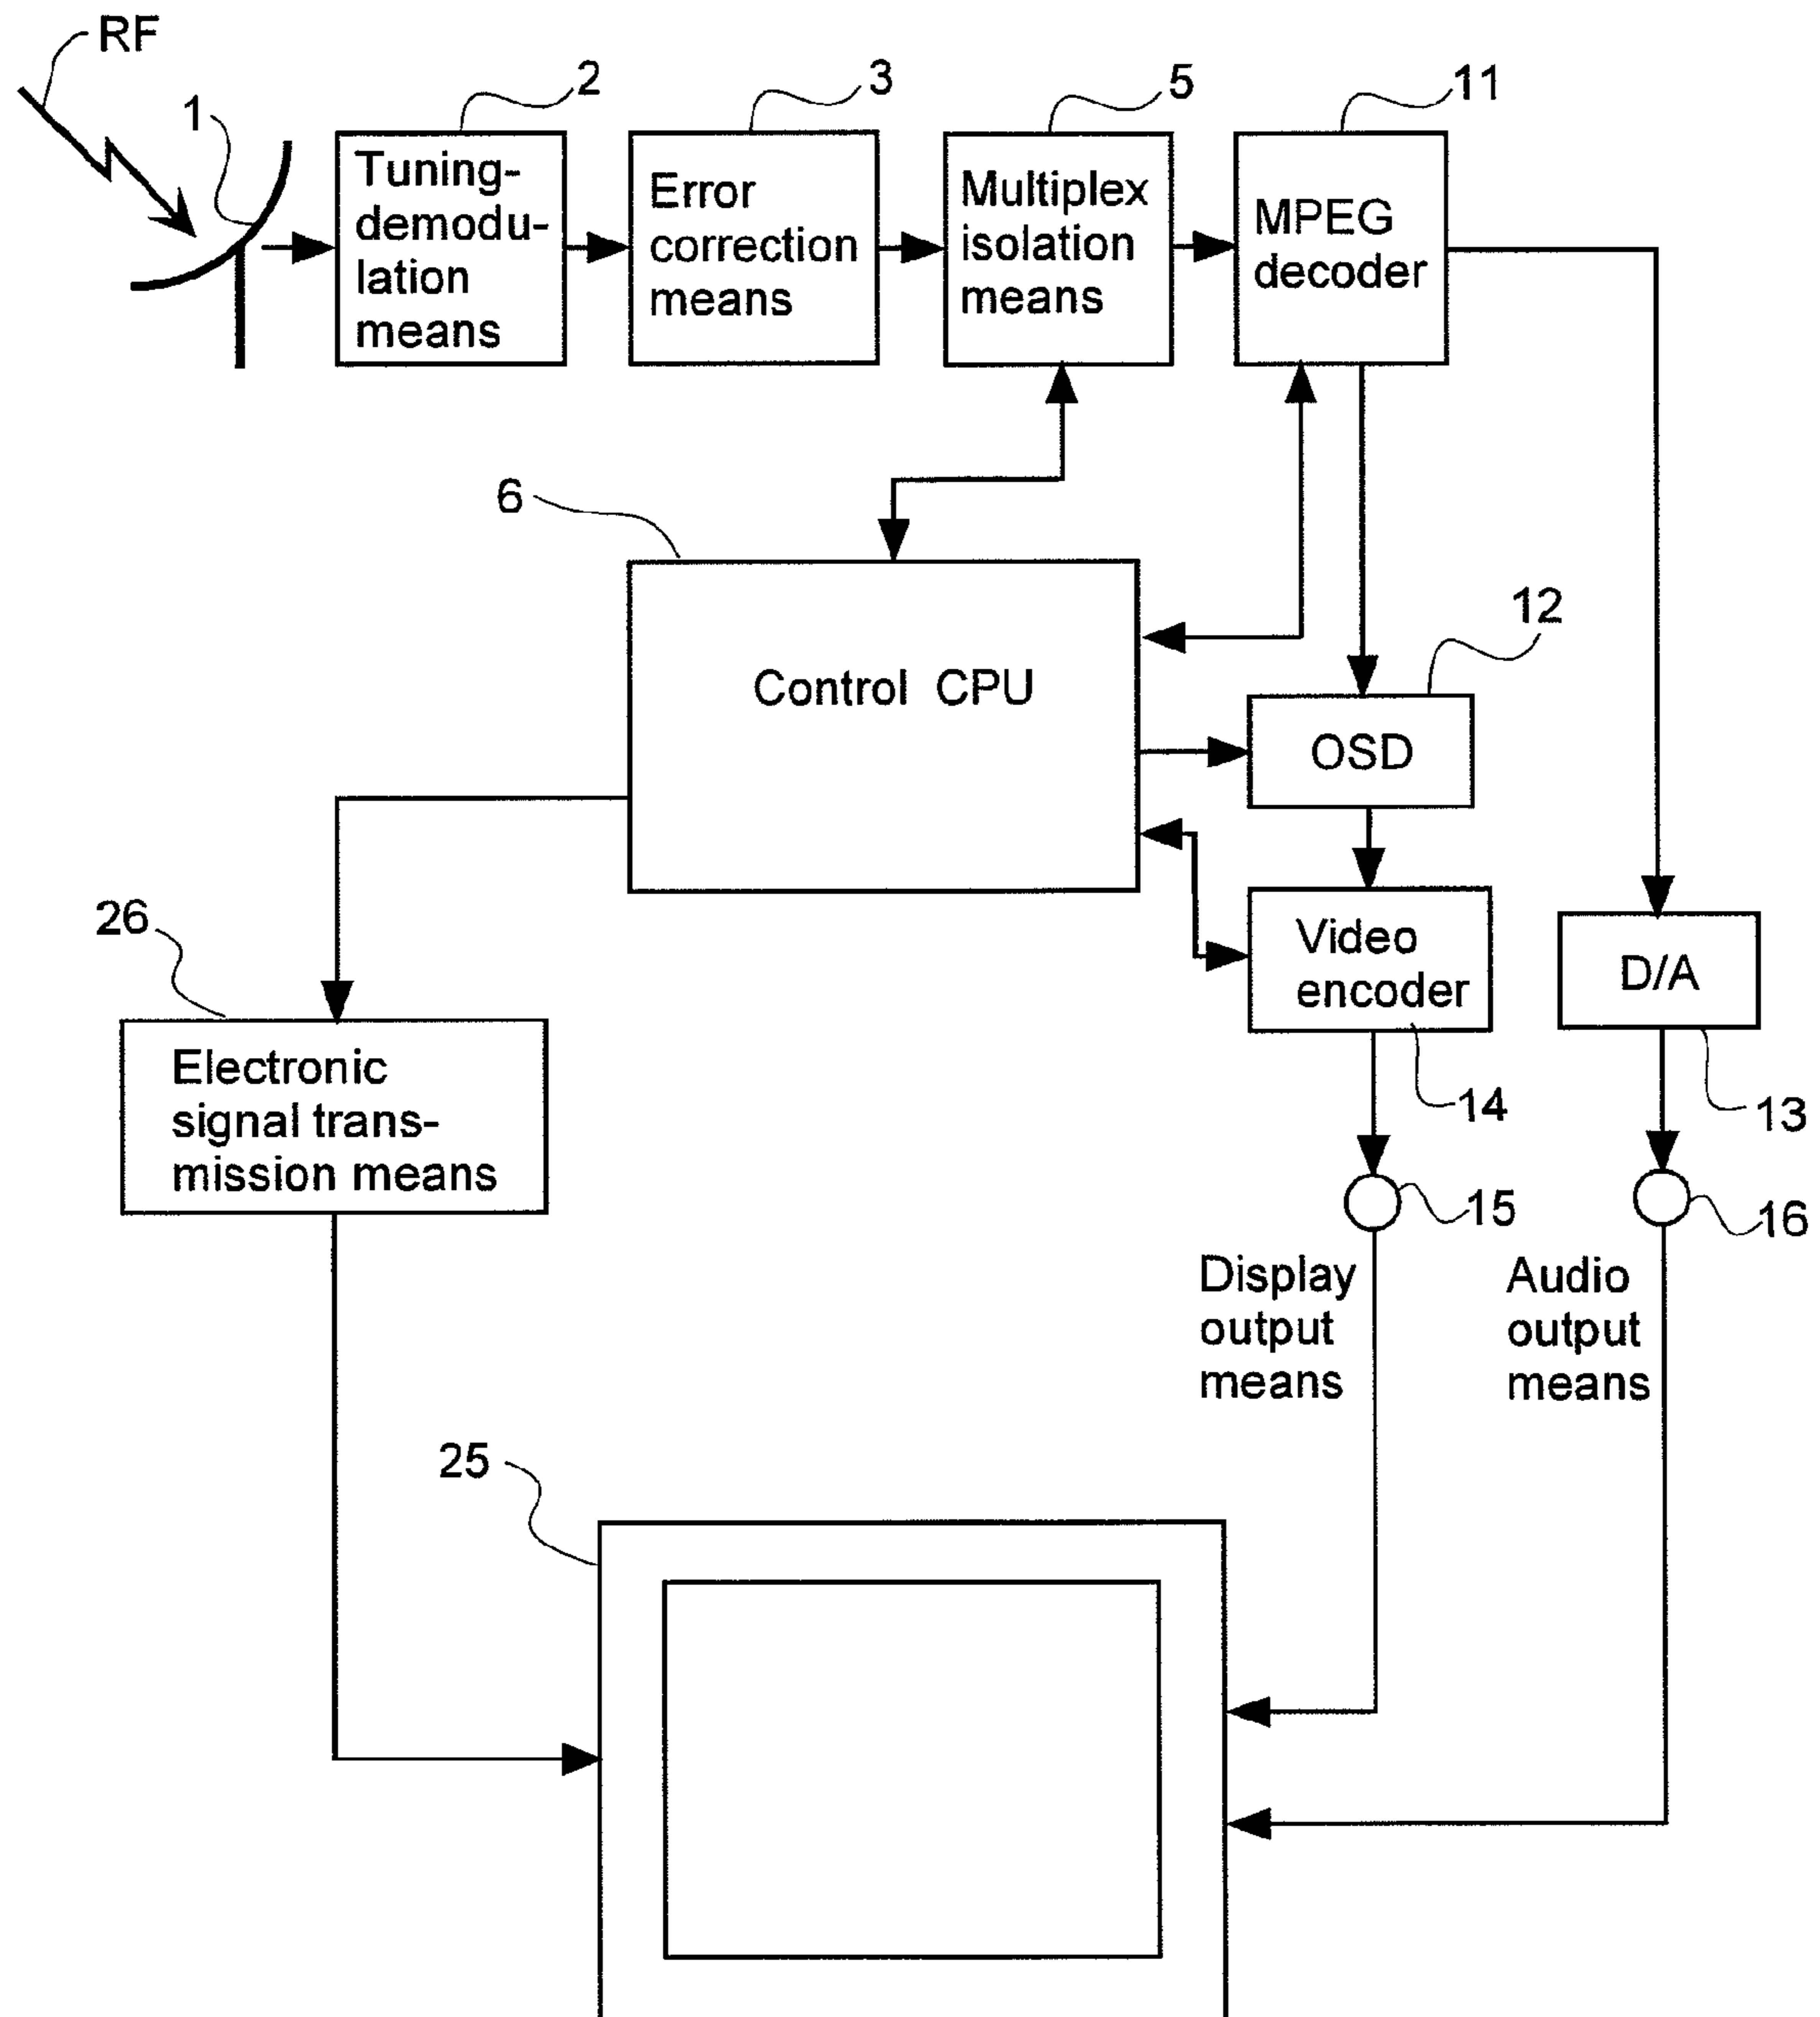 RF
1
2
3
5
11
Tuning-
demodu-
lation
means
Error
correction
means
Multiplex
isolation
means
MPEG
decoder
6
Control CPU
12
OSD
26
Electronic
signal trans-
mission means
Video
encoder
14
D/A
13
15
16
Display
output
means
Audio
output
means
25